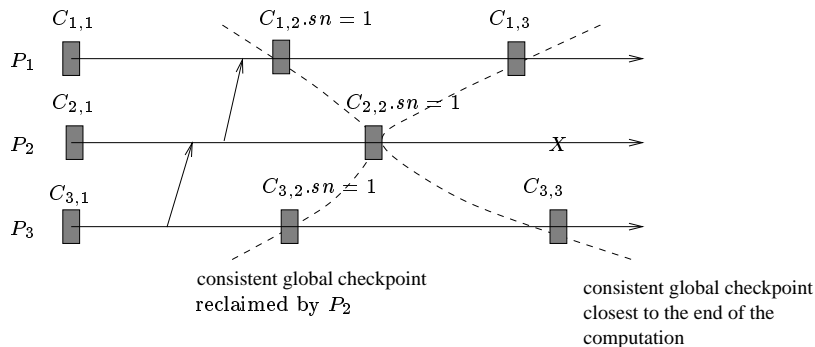 C1,1 C1,2.sn = 1 C1,3
P1
C2,1 C2,2.sn = 1
P2 X
C3,1 C3,2.sn = 1 C3,3
P3
consistent global checkpoint
reclaimed by P2
consistent global checkpoint
closest to the end of the
computation